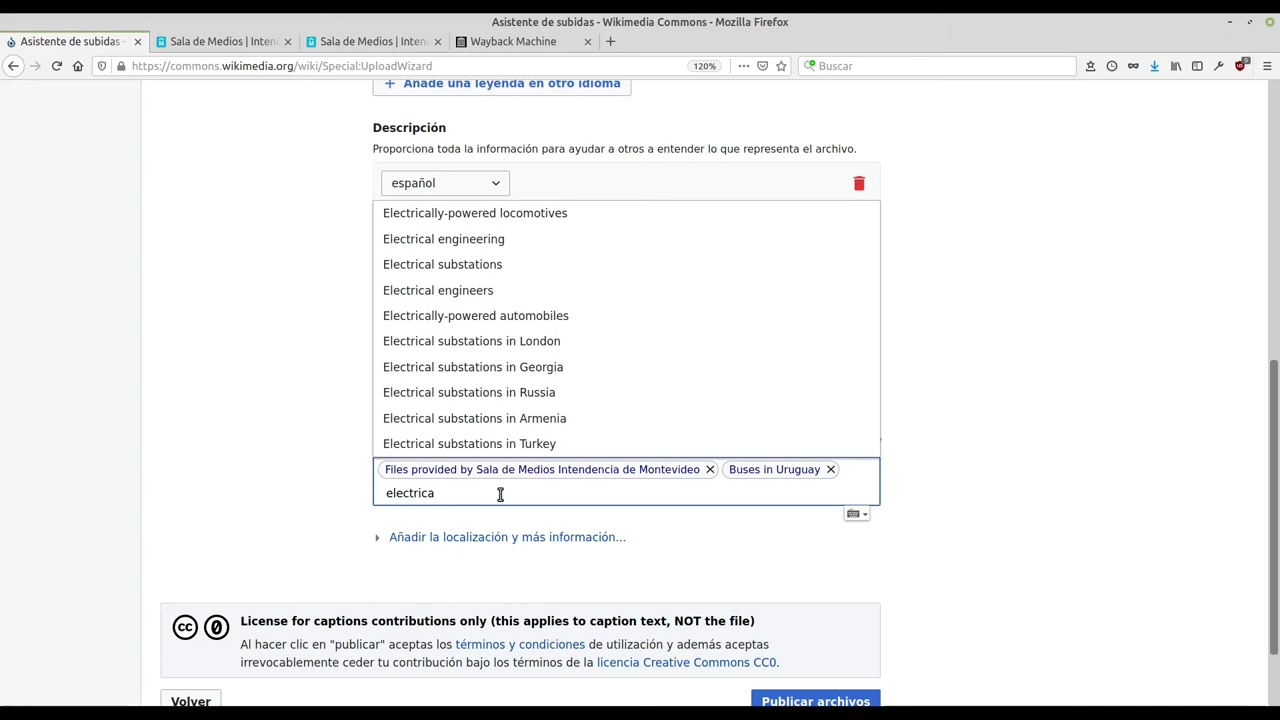 Asistente de subidas - Wikimedia Commons - Mozilla Firefox
Asistente de subidas -
Sala de Medios | Inten
Sala de Medios | Inten
Wayback Machine
https://commons.wikimedia.org/wiki/Special:UploadWizard
120%
Buscar
Añade una leyenda en otro idioma
Descripción
Proporciona toda la información para ayudar a otros a entender lo que representa el archivo.
español
Electrically-powered locomotives
Electrical engineering
Electrical substations
Electrical engineers
Electrically-powered automobiles
Electrical substations in London
Electrical substations in Georgia
Electrical substations in Russia
Electrical substations in Armenia
Electrical substations in Turkey
Files provided by Sala de Medios Intendencia de Montevideo
Buses in Uruguay
electrica
Añadir la localización y más información...
License for captions contributions only (this applies to caption text, NOT the file)
Al hacer clic en "publicar" aceptas los términos y condiciones de utilización y además aceptas
irrevocablemente ceder tu contribución bajo los términos de la licencia Creative Commons CC0.
Volver
Publicar archivos